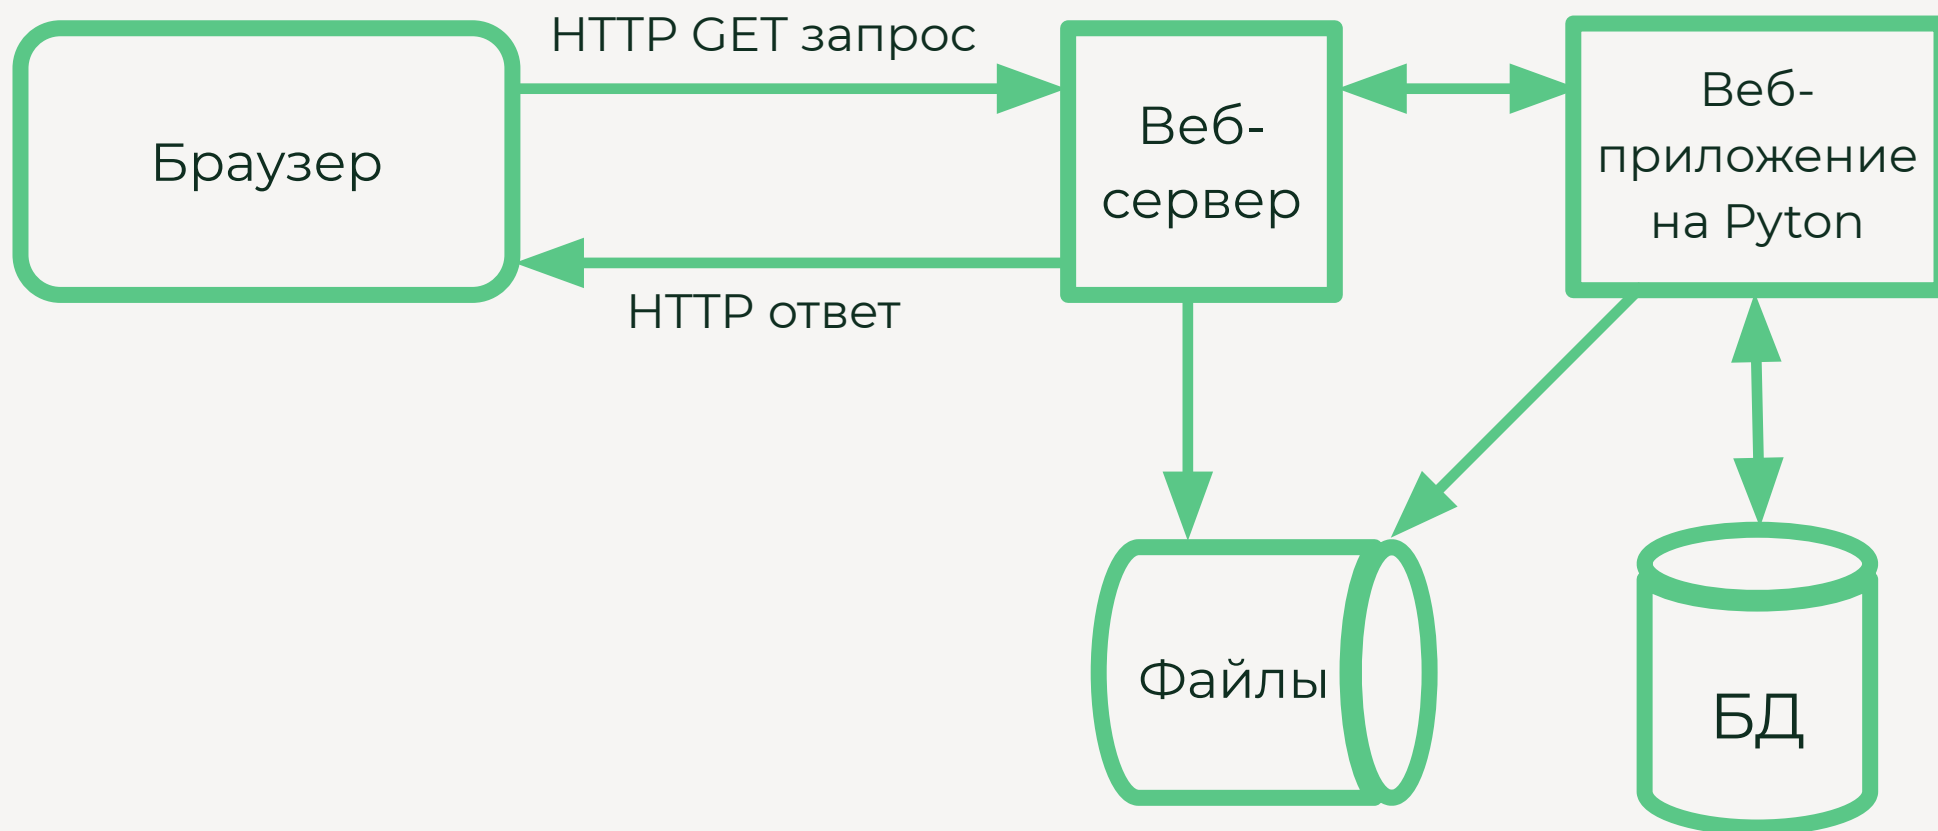 HTTP GET запрос
Браузер
HTTP ответ
Веб-
сервер
Веб-
приложение
на Pyton
Файлы
БД